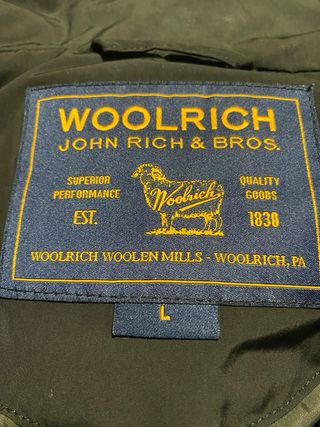 WOOLRICH
JOHN RICH & BROS.
SUPERIOR
PERFORMANCE
EST.
Woolrich
QUALITY
GOODS
1830
WOOLRICH WOOLEN MILLS - WOOLRICH, PA
L